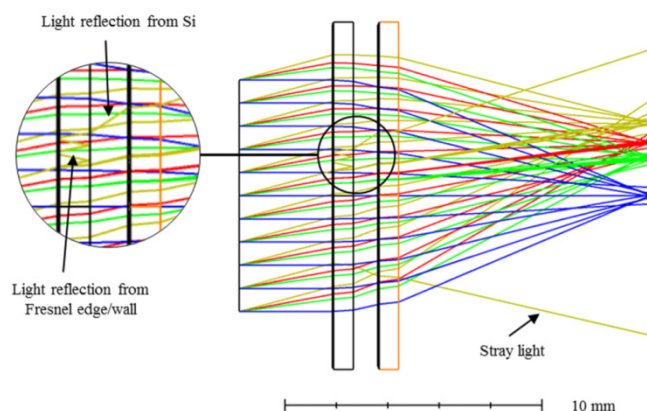 Light reflection from Si
Light reflection from
Fresnel edge/wall
Stray light
10 mm